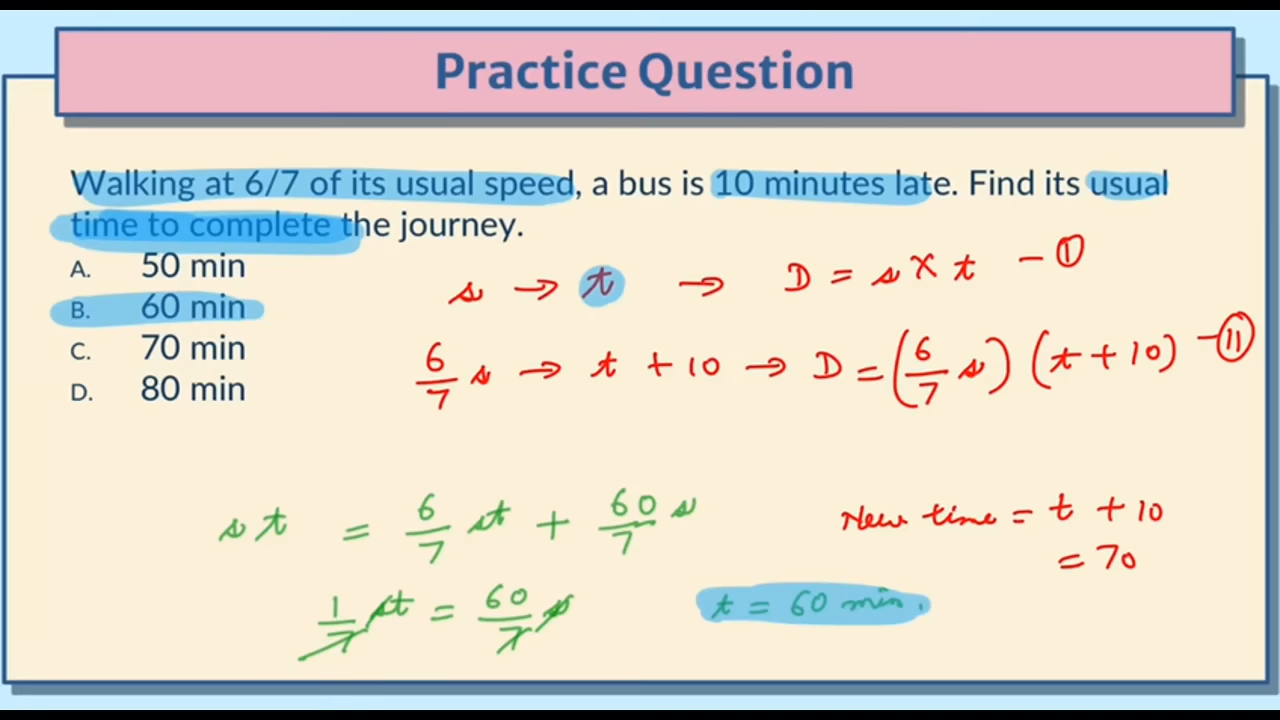 Practice Question
Walking at 6/7 of its usual speed, a bus is 10 minutes late. Find its usual
time to complete the journey.
A. 50 min
B. 60 min
C. 70 min
D. 80 min
s → t → D = s × t - ①
6/7 s → t + 10 → D = (6/7 s) (t + 10) - ⑪
st = 6/7 st + 60/7 s
1/7 st = 60/7 s
t = 60 min.
New time = t + 10
= 70